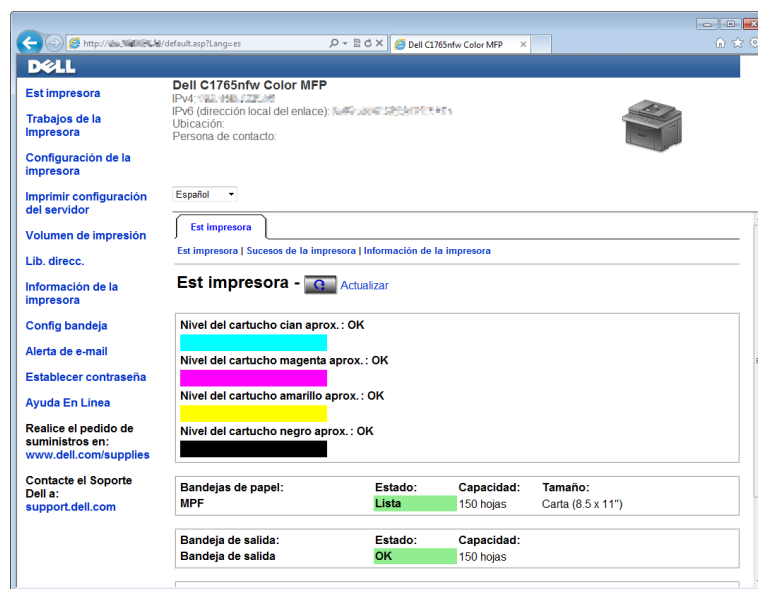 http://
/default.asp?Lang=es
Dell C1765nfw Color MFP
DELL
Est impresora
Trabajos de la
Impresora
Configuración de la
impresora
Imprimir configuración
del servidor
Volumen de impresión
Lib. direcc.
Información de la
impresora
Config bandeja
Alerta de e-mail
Establecer contraseña
Ayuda En Línea
Realice el pedido de
suministros en:
www.dell.com/supplies
Contacte el Soporte
Dell a:
support.dell.com
Dell C1765nfw Color MFP
IPv4:
IPv6 (dirección local del enlace):
Ubicación:
Persona de contacto:
Español
Est impresora
Est impresora | Sucesos de la impresora | Información de la impresora
Est impresora - Actualizar
Nivel del cartucho cian aprox.: OK
Nivel del cartucho magenta aprox.: OK
Nivel del cartucho amarillo aprox.: OK
Nivel del cartucho negro aprox.: OK
Bandejas de papel: Estado: Capacidad: Tamaño:
MPF Lista 150 hojas Carta (8.5 x 11")
Bandeja de salida: Estado: Capacidad:
Bandeja de salida OK 150 hojas